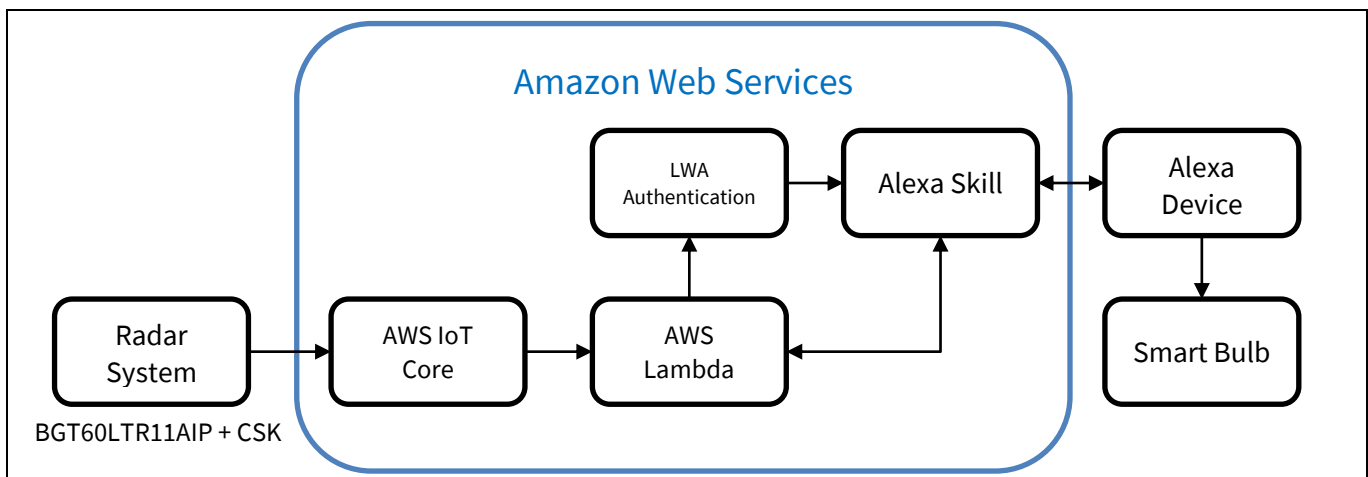 Amazon Web Services
LWA
Authentication
Alexa Skill
Alexa
Device
Radar
System
AWS IoT
Core
AWS
Lambda
Smart Bulb
BGT60LTR11AIP + CSK